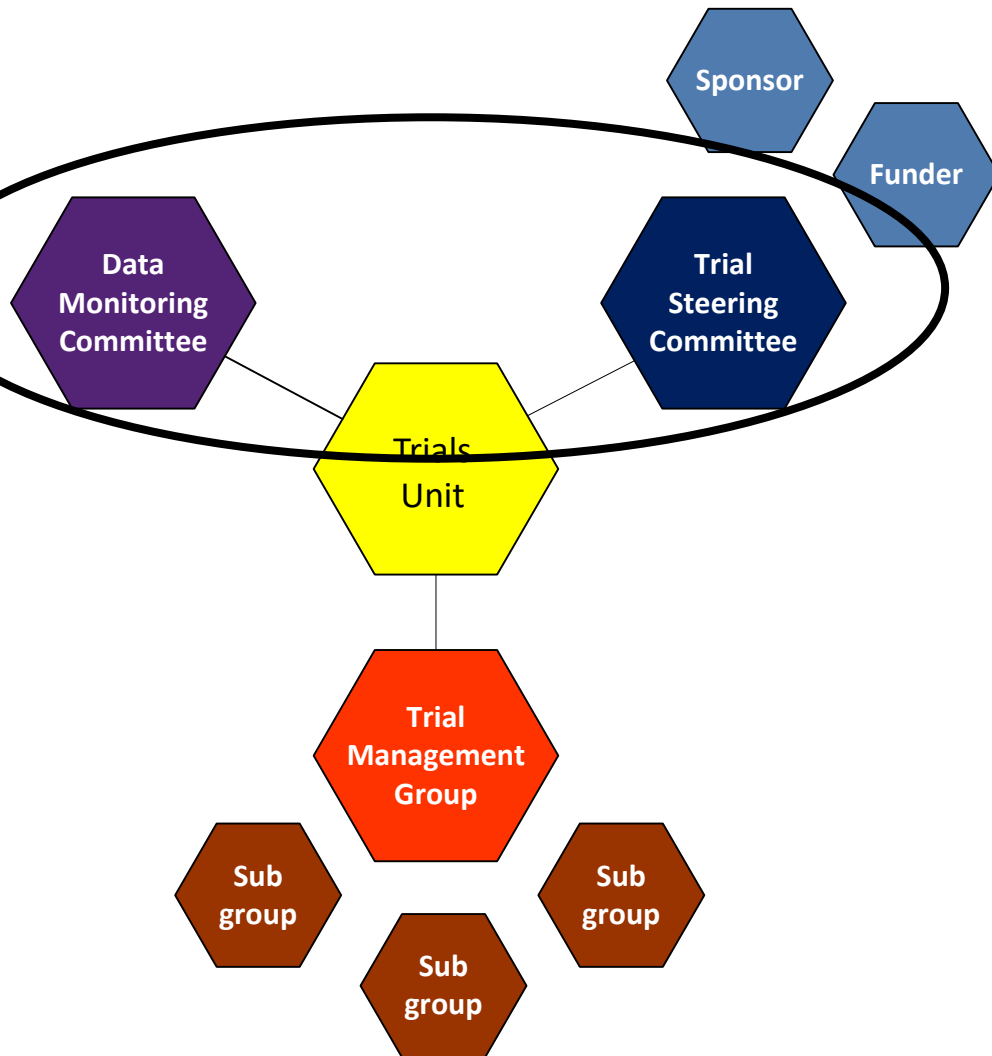 Sponsor
Funder
Data
Monitoring
Committee
Trial
Steering
Committee
Trials
Unit
Trial
Management
Group
Sub
group
Sub
group
Sub
group